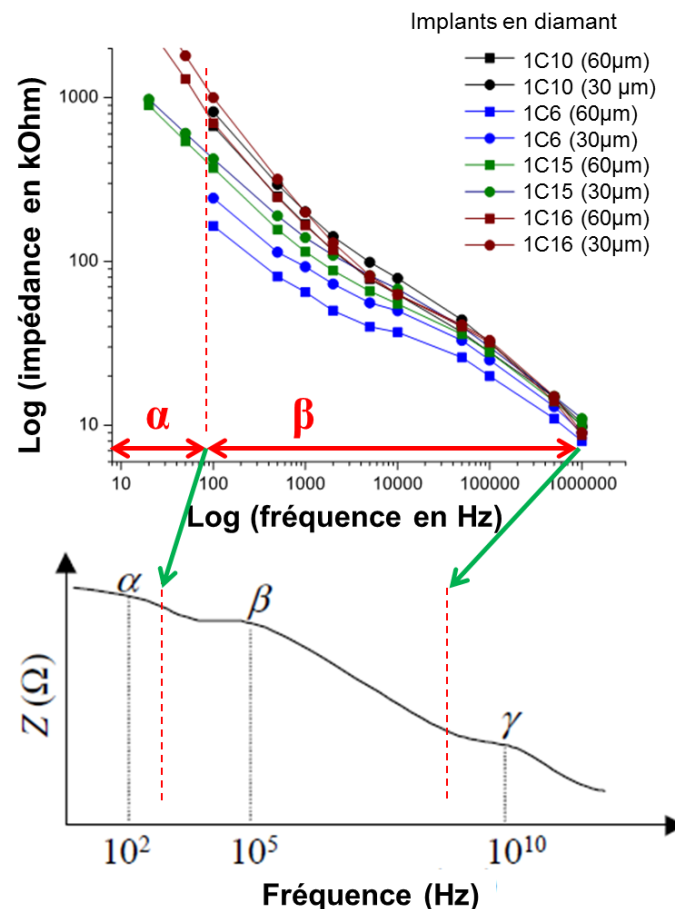 Implants en diamant
1C10 (60µm)
1C10 (30 µm)
1C6 (60µm)
1C6 (30µm)
1C15 (60µm)
1C15 (30µm)
1C16 (60µm)
1C16 (30µm)
Log (impédance en kOhm)
1000
100
10
α
β
10
100
1000
10000
100000
1000000
Log (fréquence en Hz)
Z (Ω)
α
β
γ
10²
10⁵
10¹⁰
Fréquence (Hz)